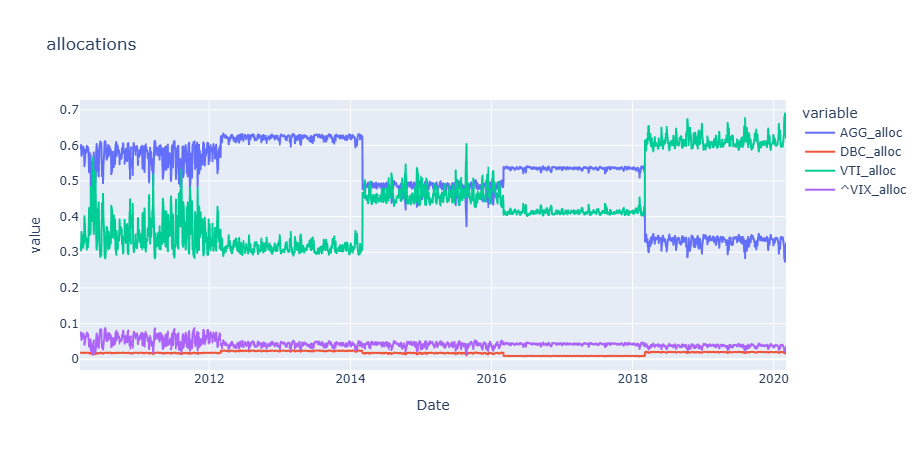 allocations
variable
AGG_alloc
DBC_alloc
VTI_alloc
^VIX_alloc
value
0.7
0.6
0.5
0.4
0.3
0.2
0.1
0
2012
2014
2016
2018
2020
Date